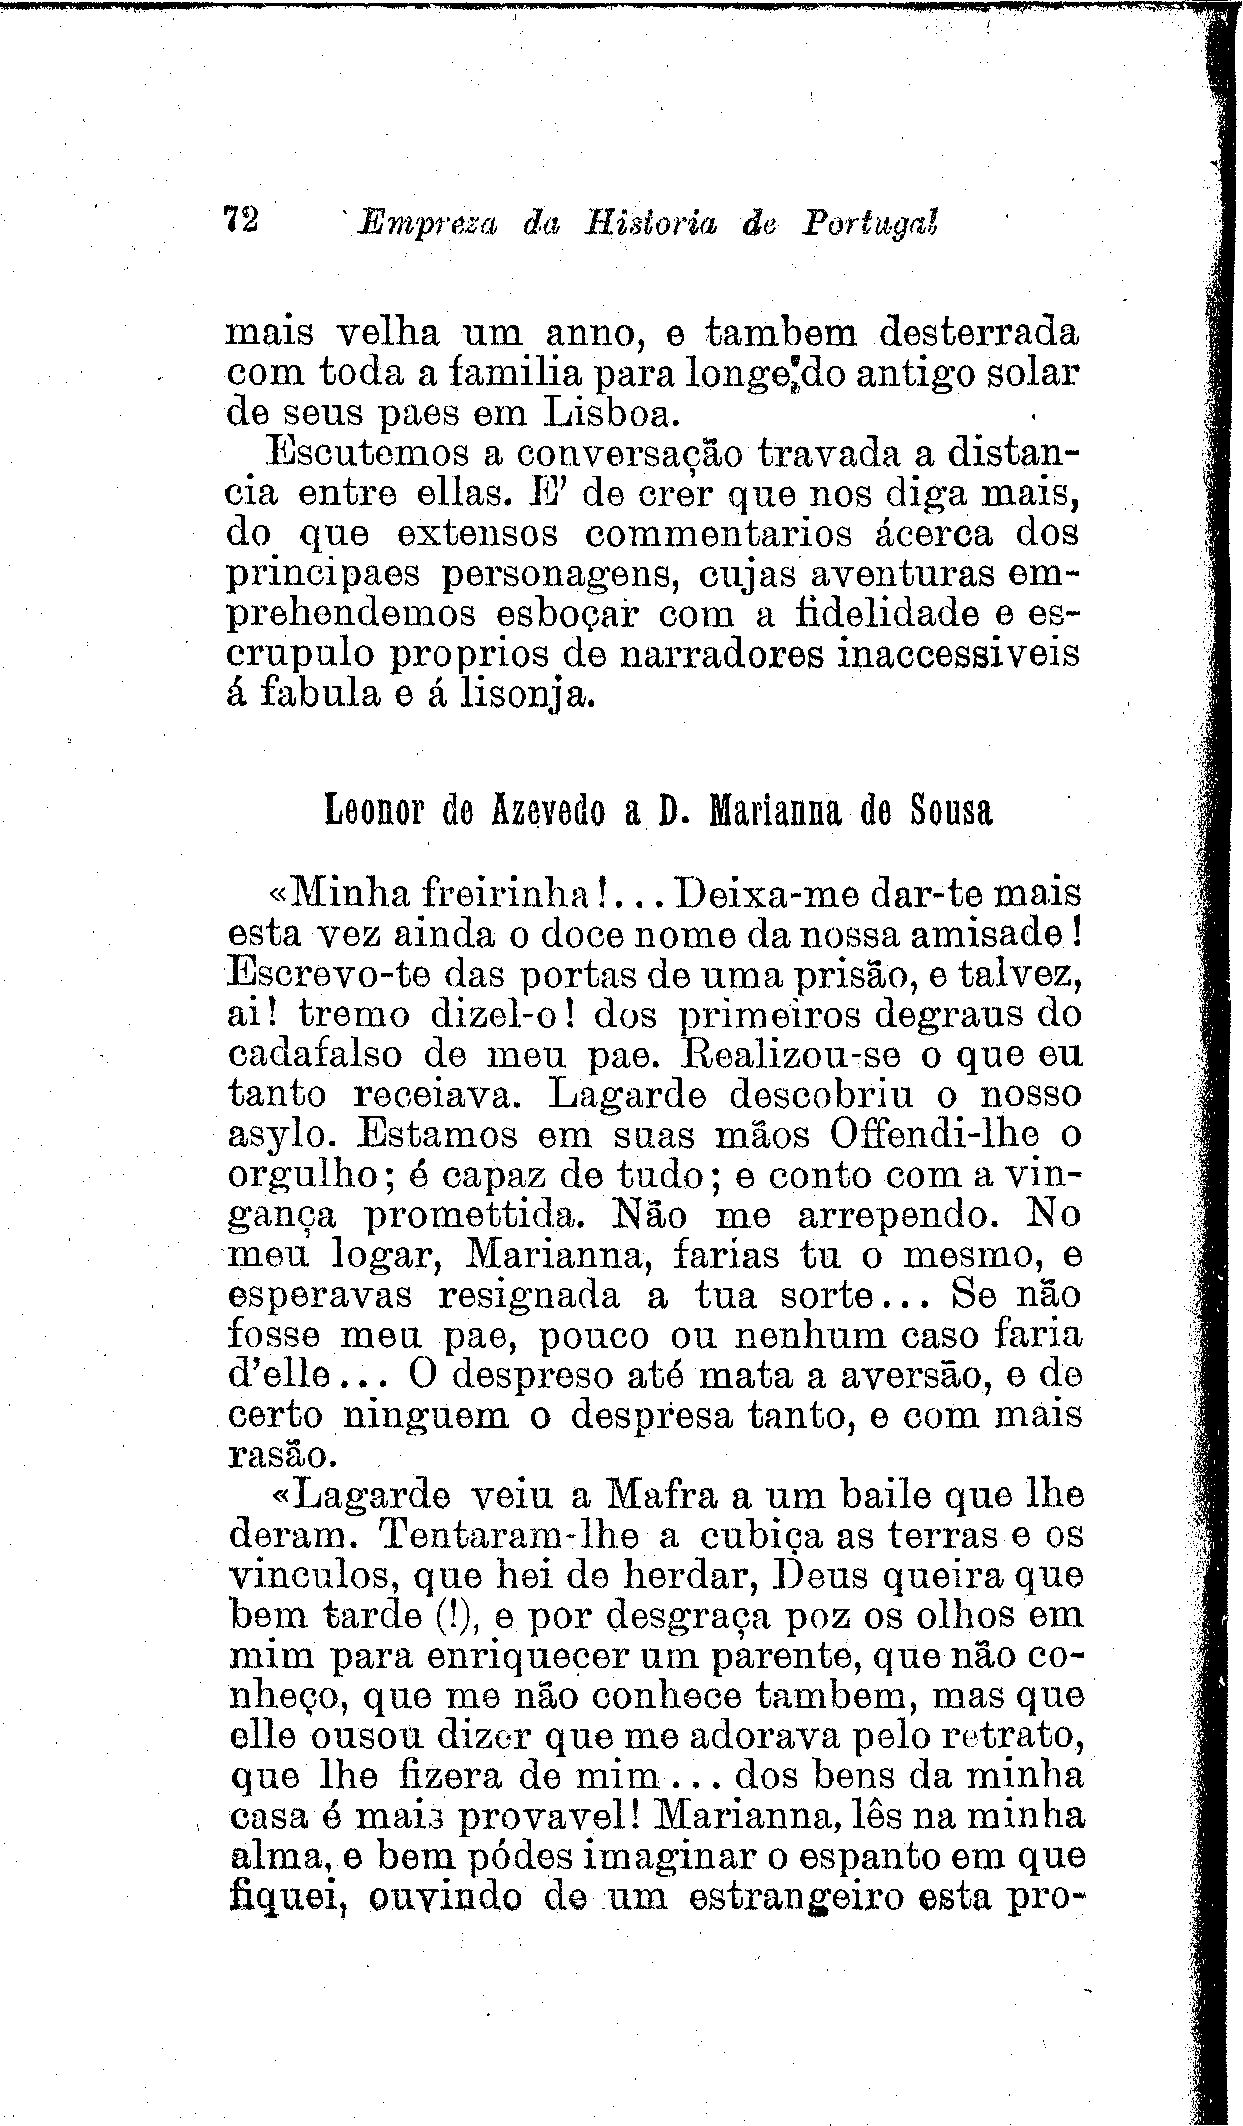 72 Empreza da Historia de Portugal
mais velha um anno, e tambem desterrada
com toda a familia para longe do antigo solar
de seus paes em Lisboa.
Escutemos a conversação travada a distan-
cia entre ellas. E' de crer que nos diga mais,
do que extensos commentarios ácerca dos
principaes personagens, cujas aventuras em-
prehendemos esboçar com a fidelidade e es-
crupulo proprios de narradores inaccessiveis
á fabula e á lisonja.
Leonor de Azevedo a D. Marianna de Sousa
«Minha freirinha!... Deixa-me dar-te mais
esta vez ainda o doce nome da nossa amisade!
Escrevo-te das portas de uma prisão, e talvez,
ai! tremo dizel-o! dos primeiros degraus do
cadafalso de meu pae. Realizou-se o que eu
tanto receiava. Lagarde descobriu o nosso
asylo. Estamos em suas mãos Offendi-lhe o
orgulho; é capaz de tudo; e conto com a vin-
gança promettida. Não me arrependo. No
meu logar, Marianna, farias tu o mesmo, e
esperavas resignada a tua sorte... Se não
fosse meu pae, pouco ou nenhum caso faria
d'elle... O despreso até mata a aversão, e de
certo ninguem o despresa tanto, e com mais
rasão.
«Lagarde veiu a Mafra a um baile que lhe
deram. Tentaram-lhe a cubiça as terras e os
vinculos, que hei de herdar, Deus queira que
bem tarde (!), e por desgraça poz os olhos em
mim para enriquecer um parente, que não co-
nheço, que me não conhece tambem, mas que
elle ousou dizer que me adorava pelo retrato,
que lhe fizera de mim... dos bens da minha
casa é mais provavel! Marianna, lês na minha
alma, e bem pódes imaginar o espanto em que
fiquei, ouvindo de um estrangeiro esta pro-